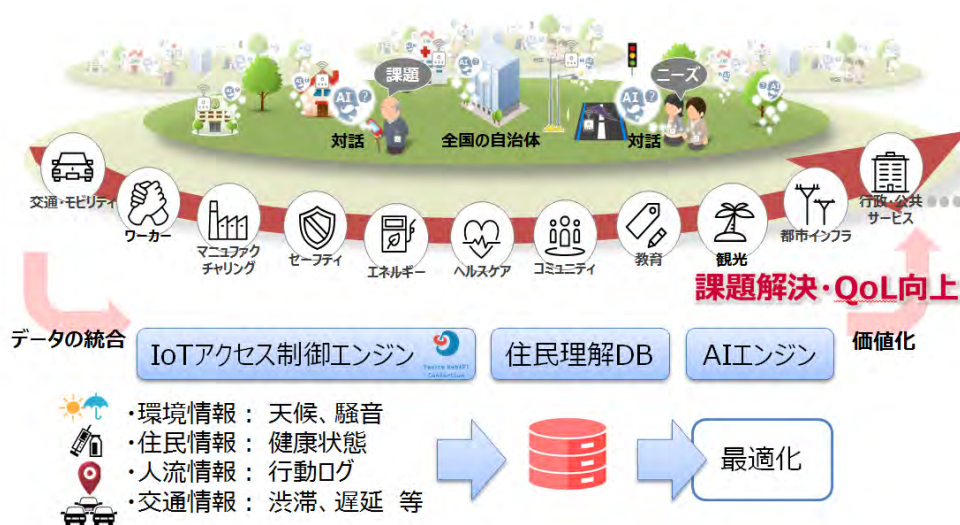 課題
ニーズ
AI ?
AI ?
対話
全国の自治体
対話
交通・モビリティ
ワーカー
マニュファク
チャリング
セーフティ
エネルギー
ヘルスケア
コミュニティ
教育
観光
都市インフラ
行政・公共
サービス
課題解決・QoL向上
データの統合
IoTアクセス制御エンジン
Device WebAPI
Consortium
住民理解DB
AIエンジン
価値化
・環境情報： 天候、騒音
・住民情報： 健康状態
・人流情報： 行動ログ
・交通情報： 渋滞、遅延 等
最適化